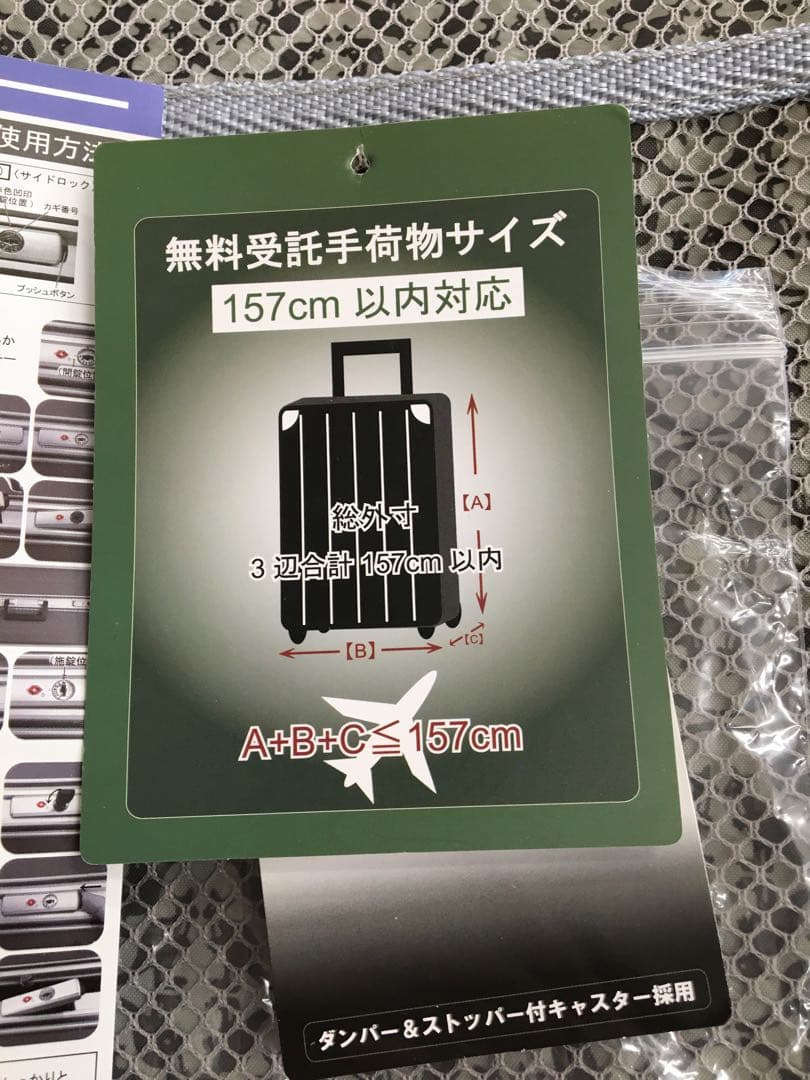 使用方法
〈サイドロック〉
カギ番号
プッシュボタン
無料受託手荷物サイズ
157cm 以内対応
【A】
総外寸
3 辺合計 157cm 以内
【B】
【C】
A+B+C≦157cm
ダンパー＆ストッパー付キャスター採用